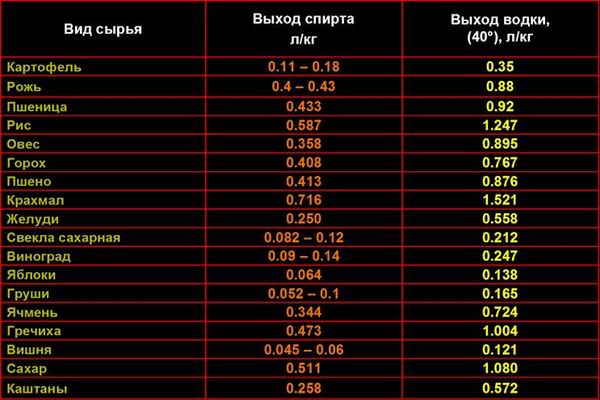 Вид сырья Выход спирта л/кг Выход водки, (40°), л/кг
Картофель 0.11 – 0.18 0.35
Рожь 0.4 – 0.43 0.88
Пшеница 0.433 0.92
Рис 0.587 1.247
Овес 0.358 0.895
Горох 0.408 0.767
Пшено 0.413 0.876
Крахмал 0.716 1.521
Желуди 0.250 0.558
Свекла сахарная 0.082 – 0.12 0.212
Виноград 0.09 – 0.14 0.247
Яблоки 0.064 0.138
Груши 0.052 – 0.1 0.165
Ячмень 0.344 0.724
Гречиха 0.473 1.004
Вишня 0.045 – 0.06 0.121
Сахар 0.511 1.080
Каштаны 0.258 0.572